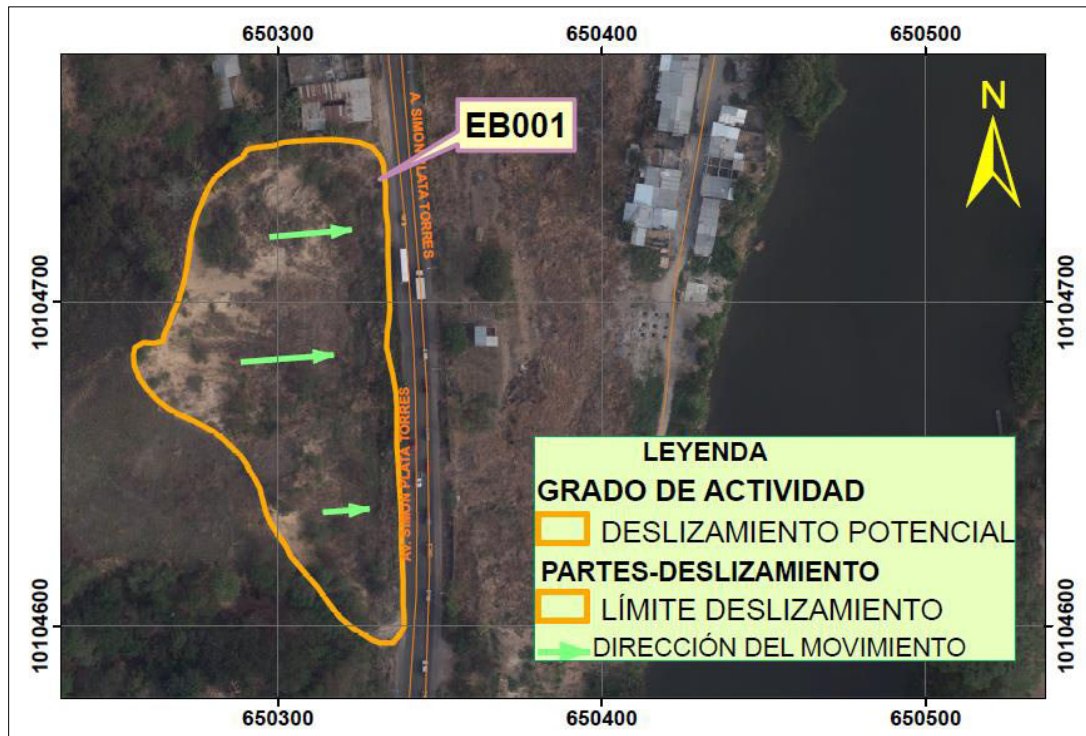 650300
650400
650500
10104700
10104600
10104700
10104600
EB001
N
A. SIMON PLATA TORRES
AV. SIMON PLATA TORRES
LEYENDA
GRADO DE ACTIVIDAD
DESLIZAMIENTO POTENCIAL
PARTES-DESLIZAMIENTO
LÍMITE DESLIZAMIENTO
DIRECCIÓN DEL MOVIMIENTO
650300
650400
650500